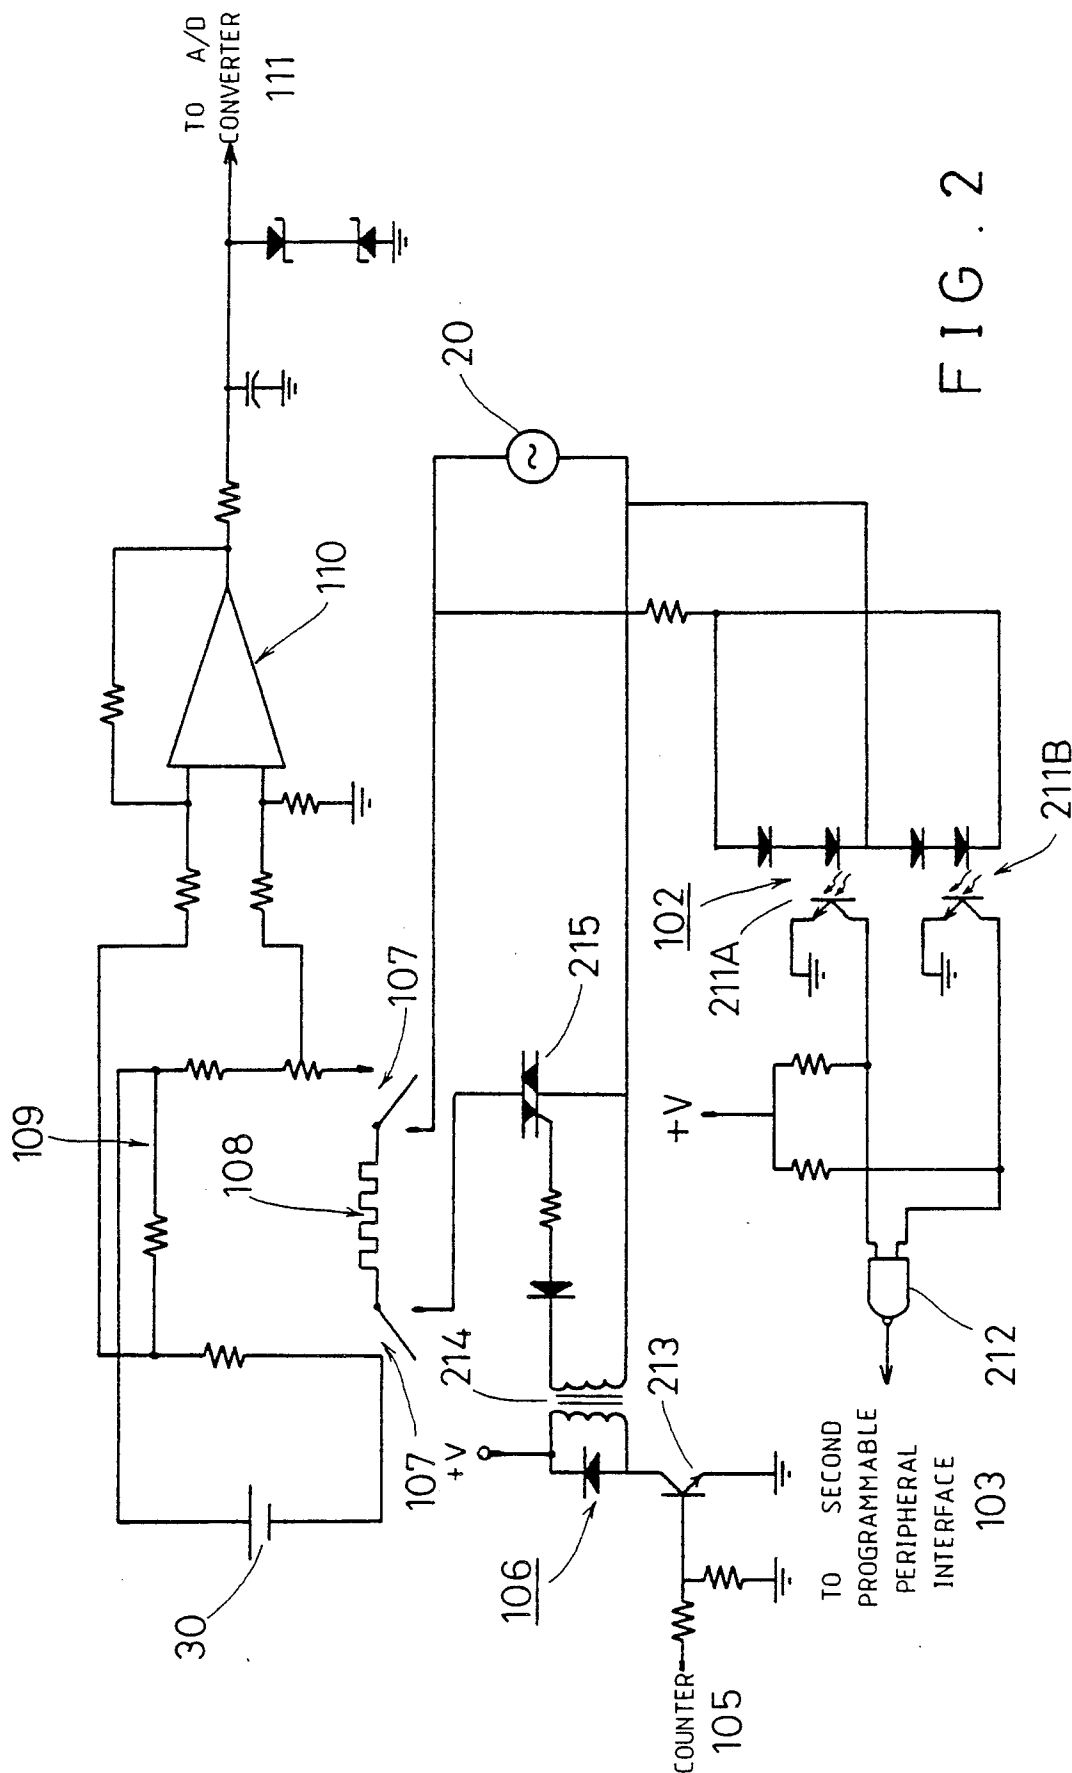 TO A/D
CONVERTER
111
110
20
109
108
107
215
30
107
214
+V
106
213
COUNTER
105
+V
102
211A
211B
212
TO SECOND
PROGRAMMABLE
PERIPHERAL
INTERFACE
103
FIG. 2